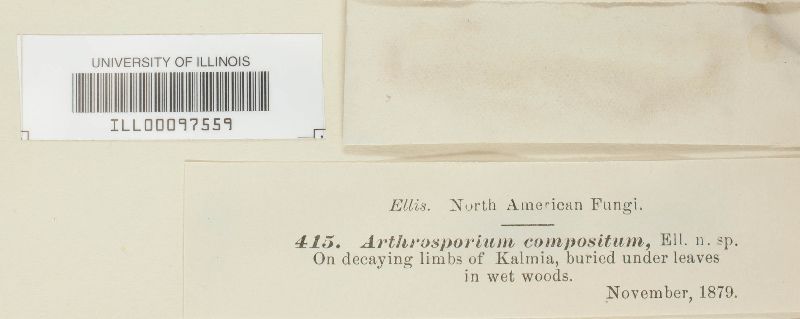 UNIVERSITY OF ILLINOIS
ILL00097559
Ellis. North American Fungi.
415. Arthrosporium compositum, Ell. n. sp.
On decaying limbs of Kalmia, buried under leaves
in wet woods.
November, 1879.